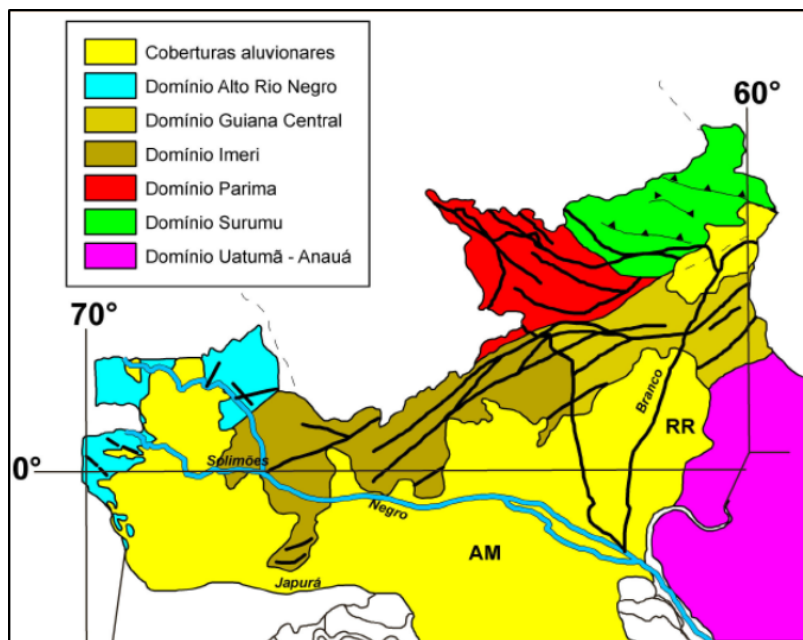 Coberturas aluvionares
Domínio Alto Rio Negro
Domínio Guiana Central
Domínio Imeri
Domínio Parima
Domínio Surumu
Domínio Uatumã - Anauá
60°
70°
Branco
RR
0°
Solimões
Negro
AM
Japurá